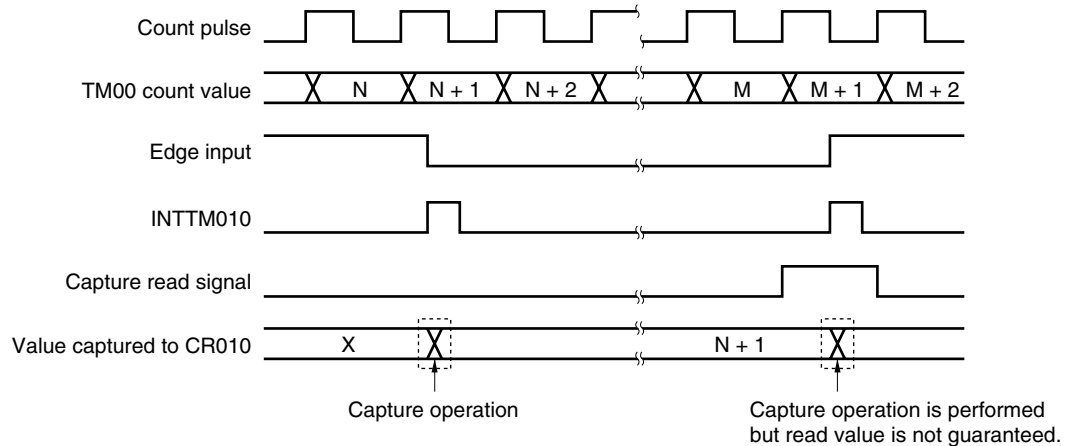 Count pulse
TM00 count value
N
N + 1
N + 2
M
M + 1
M + 2
Edge input
INTTM010
Capture read signal
Value captured to CR010
X
N + 1
Capture operation
Capture operation is performed
but read value is not guaranteed.